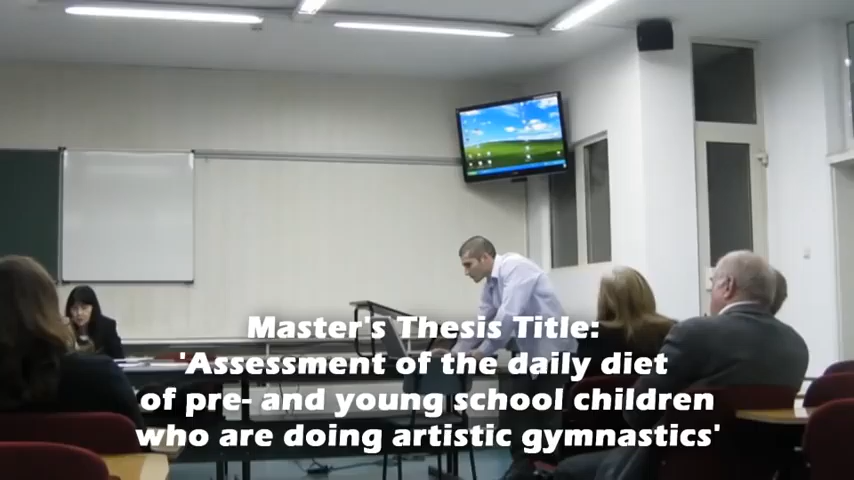 Master's Thesis Title:
'Assessment of the daily diet
of pre- and young school children
who are doing artistic gymnastics'